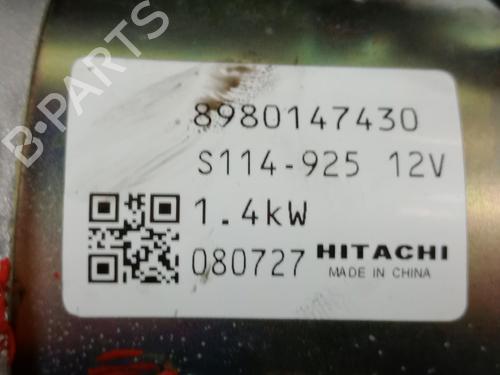 B-PARTS
8980147430
S114-925 12V
1.4kW
080727 HITACHI
MADE IN CHINA